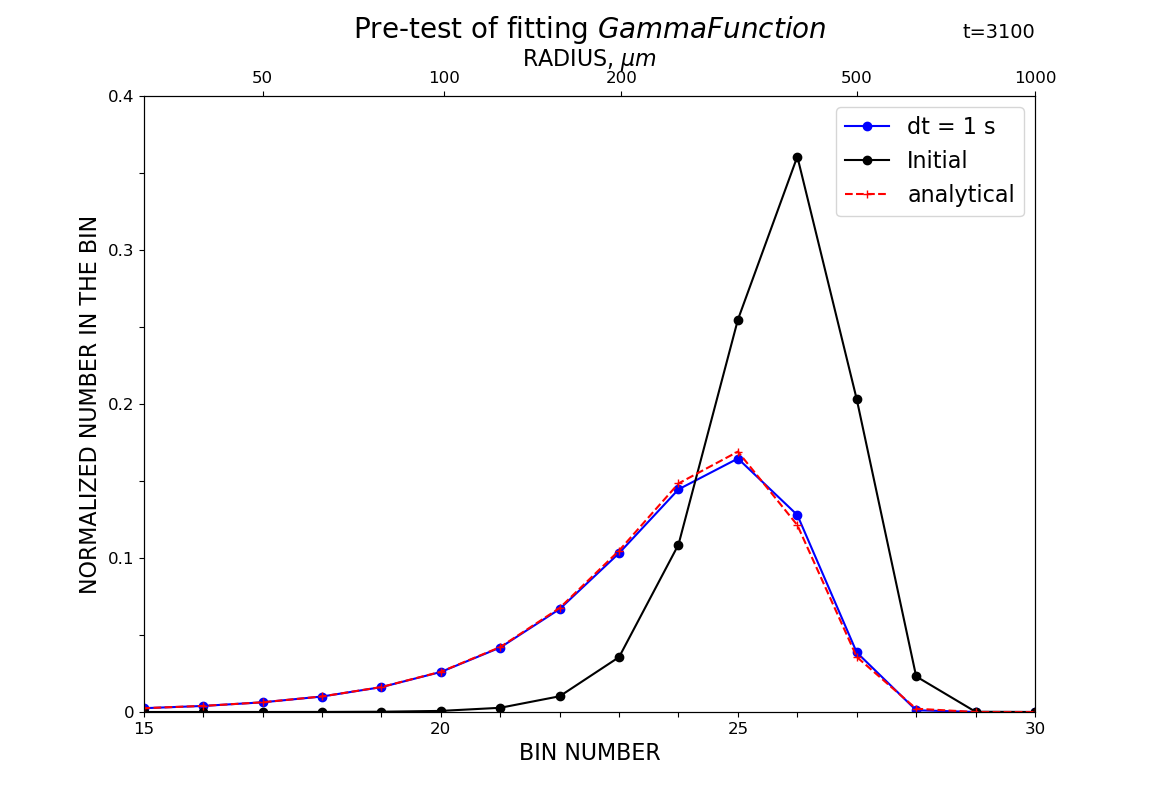 Pre-test of fitting GammaFunction
t=3100
RADIUS, μm
50 100 200 500 1000
0.4
0.3
0.2
0.1
0
NORMALIZED NUMBER IN THE BIN
dt = 1 s
Initial
analytical
15 20 25 30
BIN NUMBER